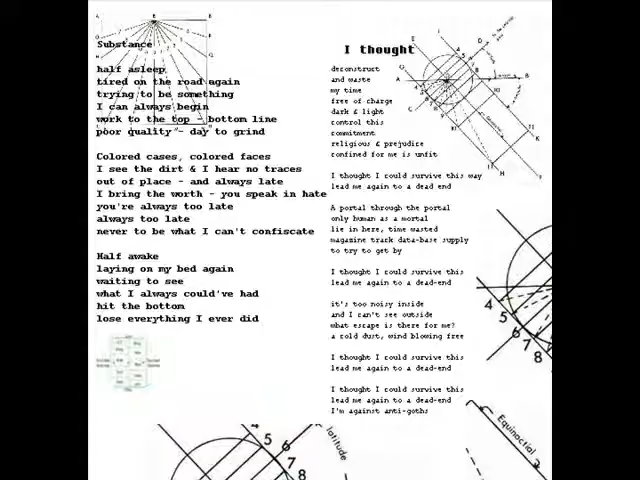 Substance
half asleep
tired on the road again
trying to be something
I can always begin
work to the top - bottom line
poor quality - day to grind
Colored cases, colored faces
I see the dirt & I hear no traces
out of place - and always late
I bring the worth - you speak in hate
you're always too late
always too late
never to be what I can't confiscate
Half awake
laying on my bed again
waiting to see
what I always could've had
hit the bottom
lose everything I ever did
I thought
deconstruct
and waste
my time
free of charge
dark & light
control this
commitment
religious & prejudice
confined for me is unfit
I thought I could survive this way
lead me again to a dead end
A portal through the portal
only human as a mortal
lie in here, time wasted
magazine track data-base supply
to try to get by
I thought I could survive this
lead me again to a dead-end
it's too noisy inside
and I can't see outside
what escape is there for me?
a cold dust, wind blowing free
I thought I could survive this
lead me again to a dead-end
I thought I could survive this
lead me again to a dead-end
I'm against anti-goths
4
5
6
7
8
4
5
6
7
8
latitude
Equinoctial